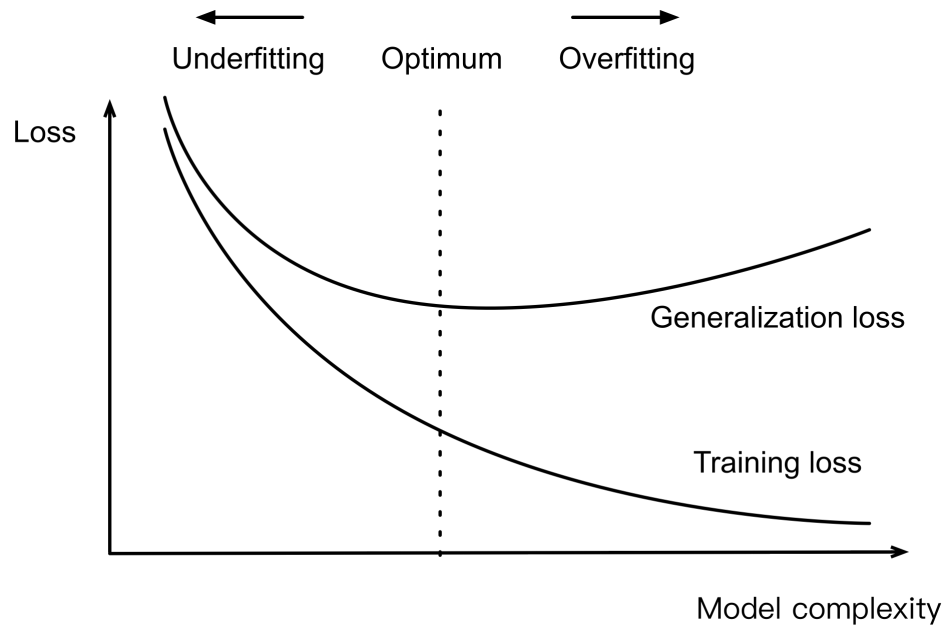 Underfitting Optimum Overfitting
Loss
Generalization loss
Training loss
Model complexity